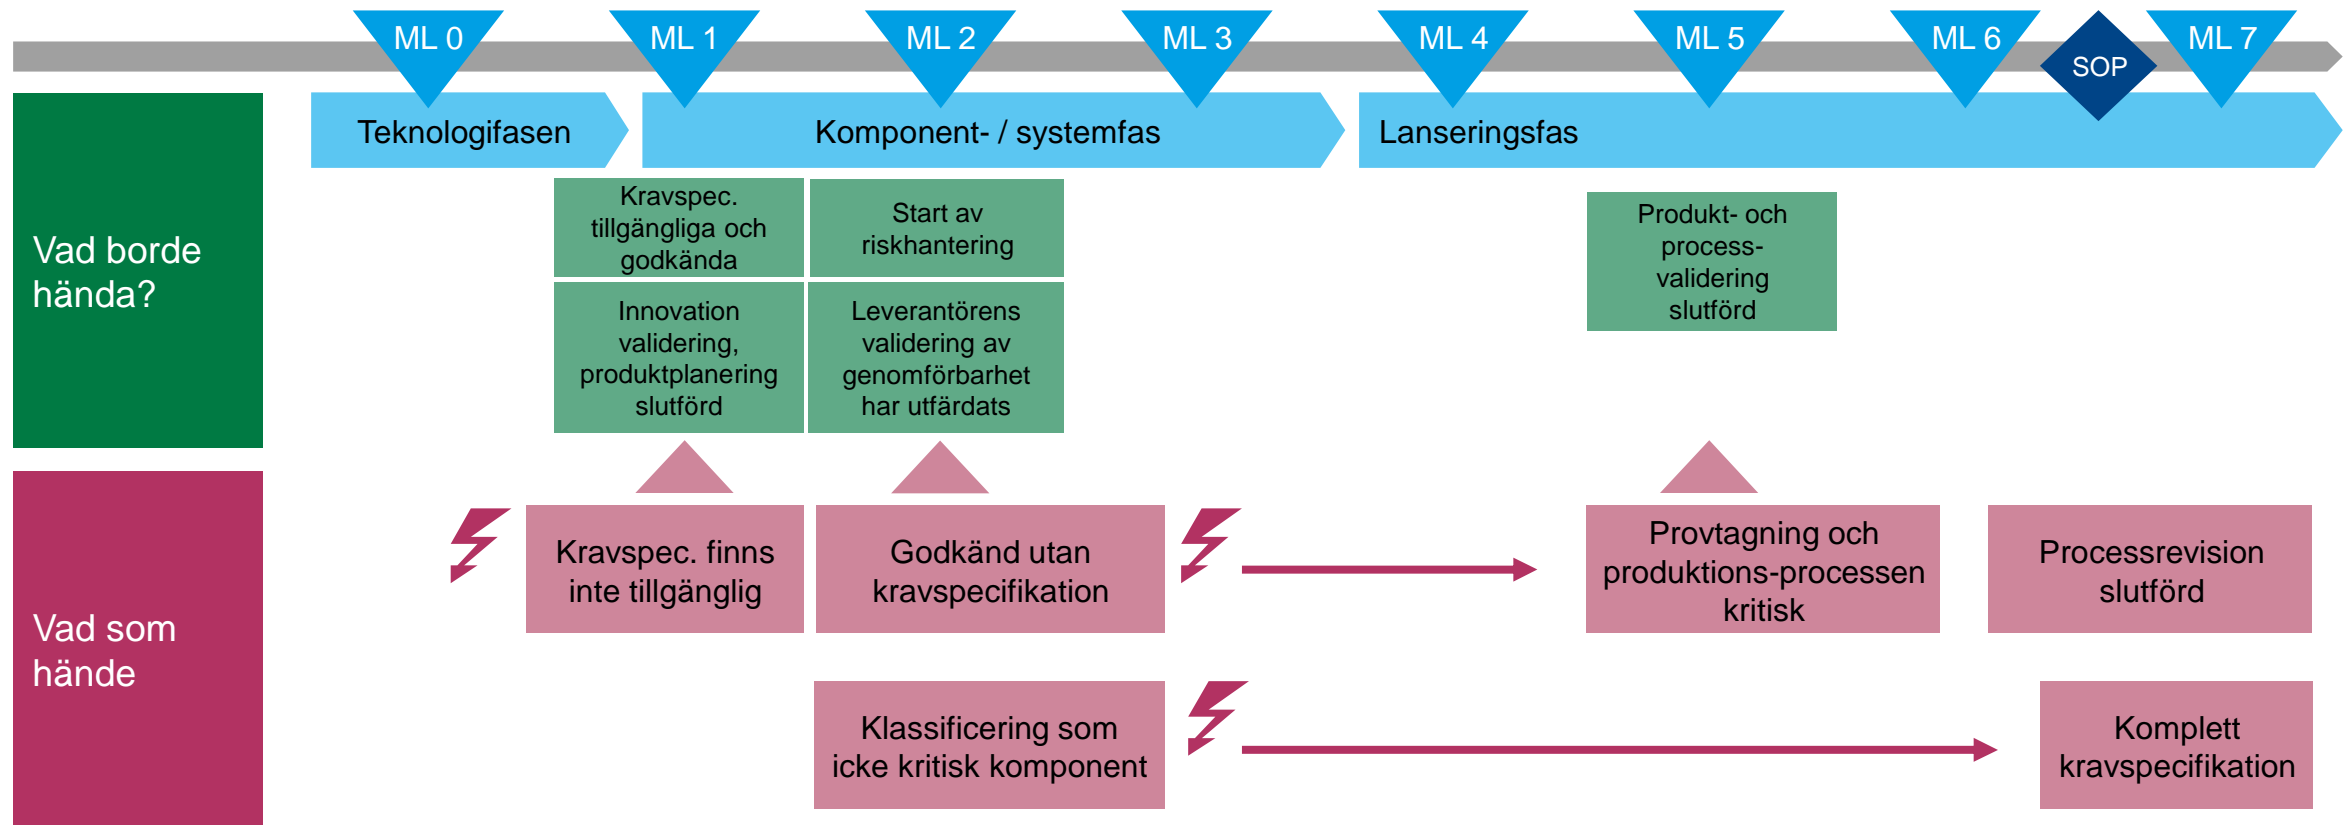 ML 0
ML 1
ML 2
ML 3
ML 4
ML 5
ML 6
SOP
ML 7
Teknologifasen
Komponent- / systemfas
Lanseringsfas
Vad borde
hända?
Kravspec.
tillgängliga och
godkända
Start av
riskhantering
Produkt- och
process-
validering
slutförd
Innovation
validering,
produktplanering
slutförd
Leverantörens
validering av
genomförbarhet
har utfärdats
Vad som
hände
Kravspec. finns
inte tillgänglig
Godkänd utan
kravspecifikation
Provtagning och
produktions-processen
kritisk
Processrevision
slutförd
Klassificering som
icke kritisk komponent
Komplett
kravspecifikation